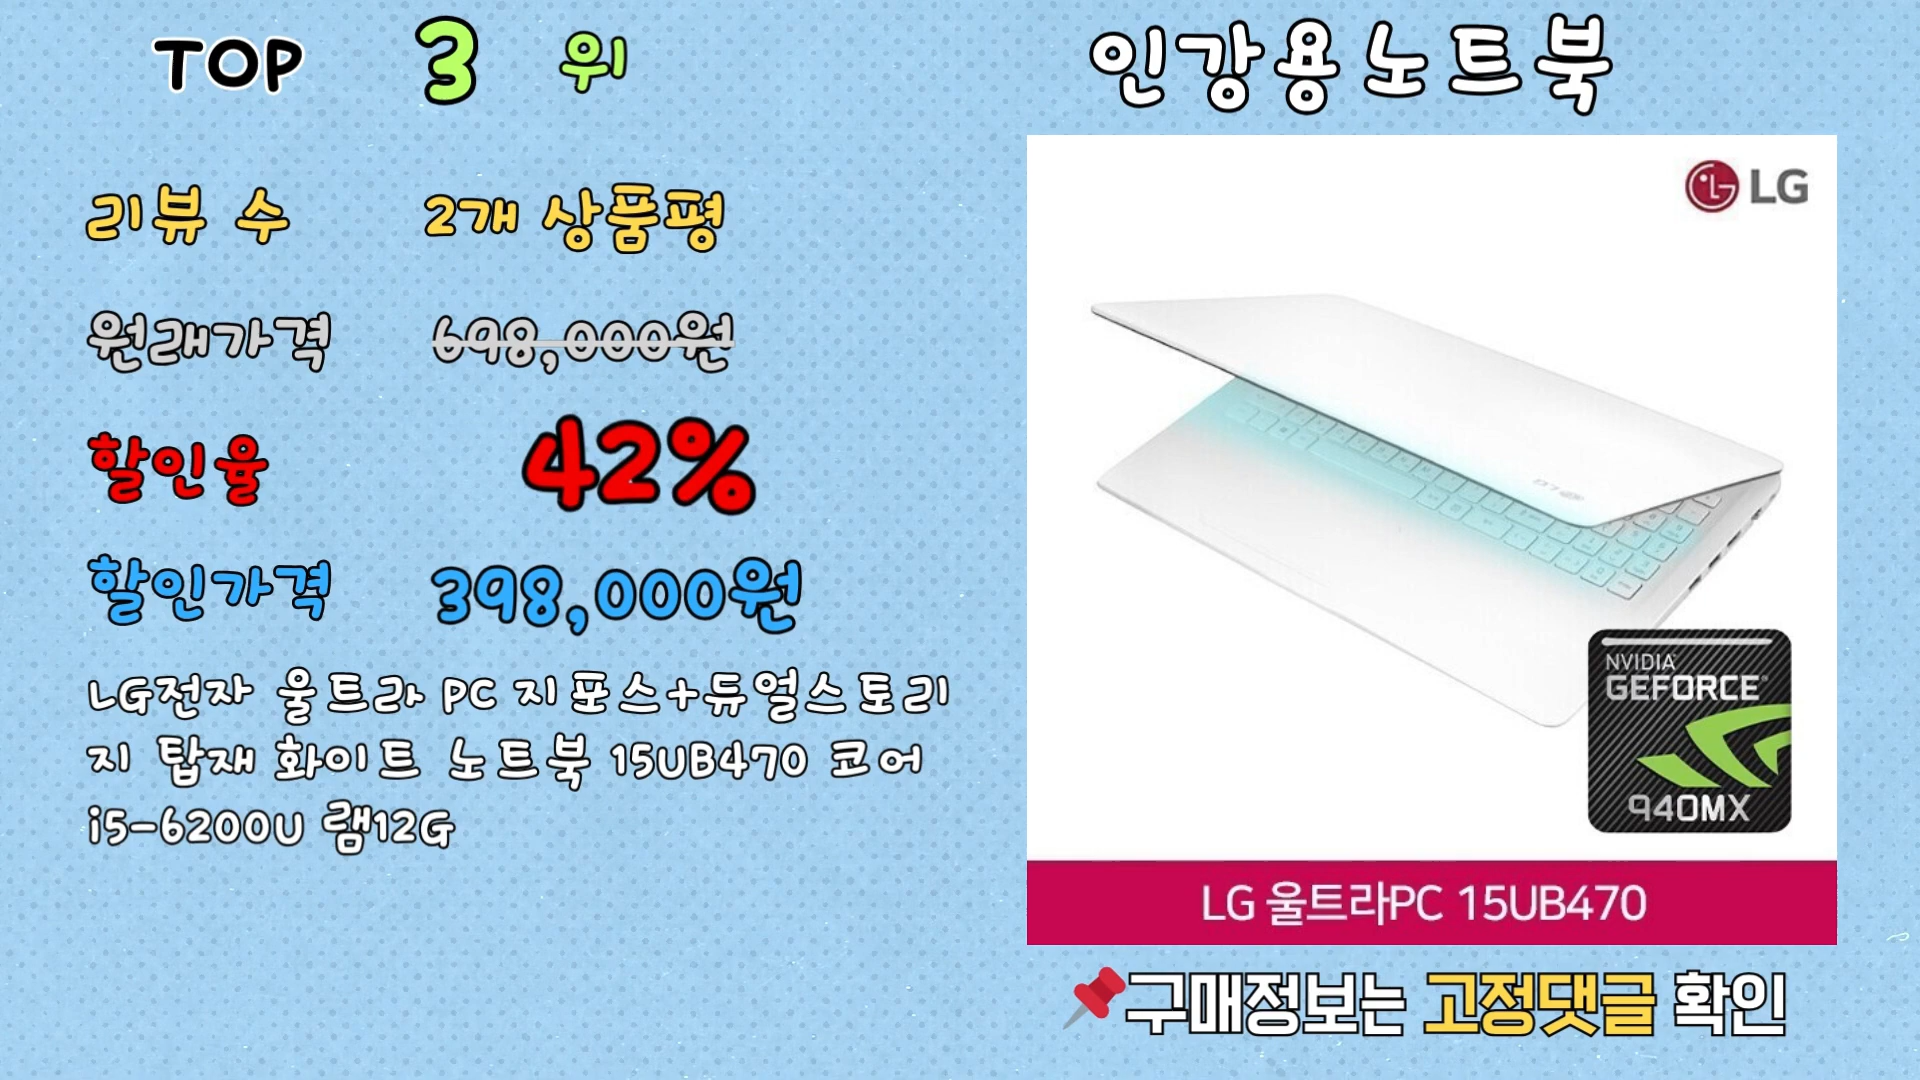 TOP 3 위
인강용노트북
리뷰 수 2개 상품평
원래가격 698,000원
할인율 42%
할인가격 398,000원
LG전자 울트라 PC 지포스+듀얼스토리
지 탑재 화이트 노트북 15UB470 코어
i5-6200U 램12G
LG
NVIDIA
GEFORCE
940MX
LG 울트라PC 15UB470
구매정보는 고정댓글 확인